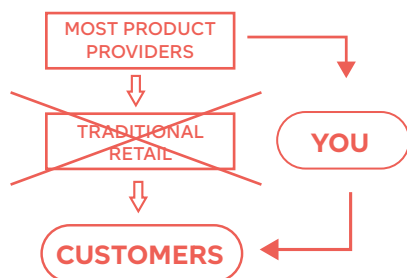 MOST PRODUCT
PROVIDERS
TRADITIONAL
RETAIL
YOU
CUSTOMERS